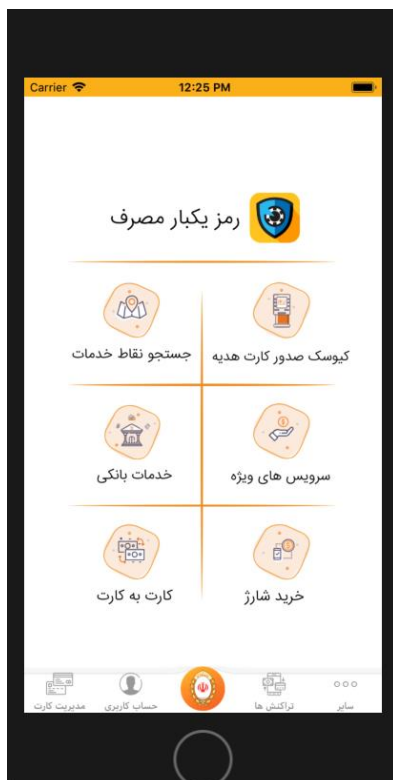 Carrier 12:25 PM
رمز یکبار مصرف
کیوسک صدور کارت هدیه
جستجو نقاط خدمات
سرویس های ویژه
خدمات بانکی
خرید شارژ
کارت به کارت
سایر
تراکنش ها
حساب کاربری
مدیریت کارت